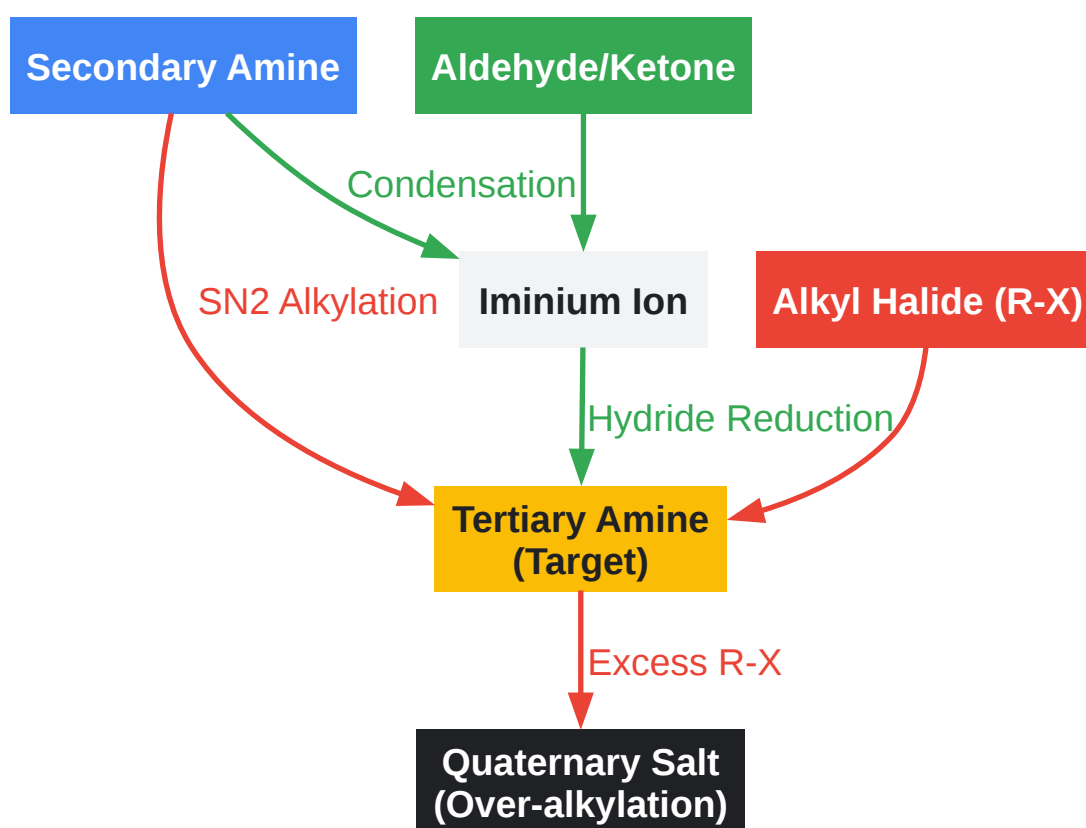 Secondary Amine
Aldehyde/Ketone
Condensation
SN2 Alkylation
Iminium Ion
Alkyl Halide (R-X)
Hydride Reduction
Tertiary Amine
(Target)
Excess R-X
Quaternary Salt
(Over-alkylation)